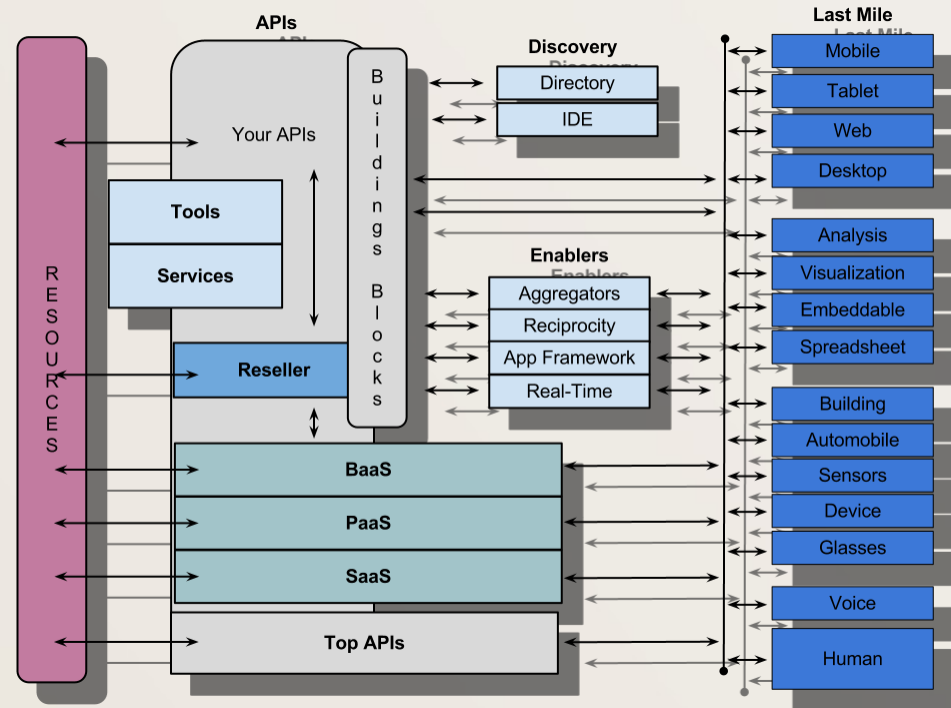 APIs
Last Mile
RESOURCES
Your APIs
Buildings Blocks
Tools
Services
Reseller
BaaS
PaaS
SaaS
Top APIs
Discovery
Directory
IDE
Enablers
Aggregators
Reciprocity
App Framework
Real-Time
Mobile
Tablet
Web
Desktop
Analysis
Visualization
Embeddable
Spreadsheet
Building
Automobile
Sensors
Device
Glasses
Voice
Human